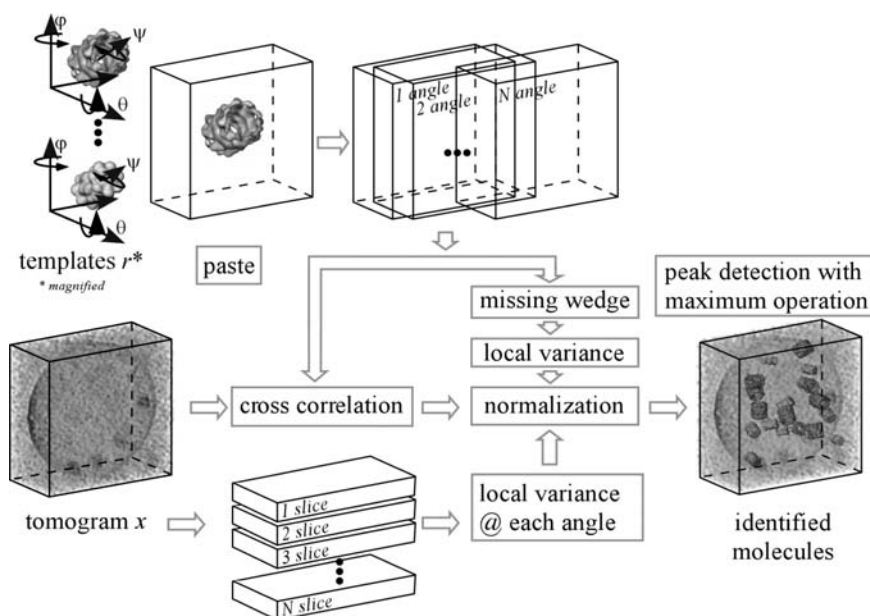 φ
ψ
θ
φ
ψ
θ
templates r*
* magnified
paste
1 angle
2 angle
N angle
missing wedge
local variance
peak detection with
maximum operation
cross correlation
normalization
tomogram x
1 slice
2 slice
3 slice
N slice
local variance
@ each angle
identified
molecules